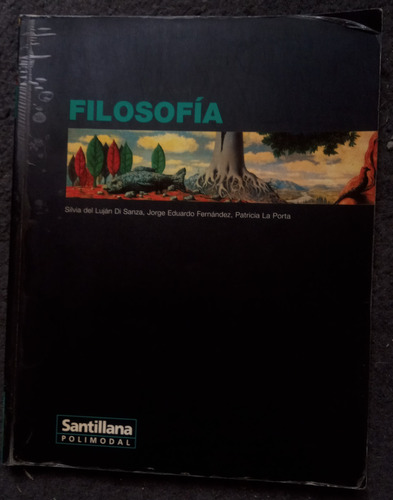 FILOSOFÍA
Silvia del Luján Di Sanza, Jorge Eduardo Fernández, Patricia La Porta
Santillana
POLIMODAL